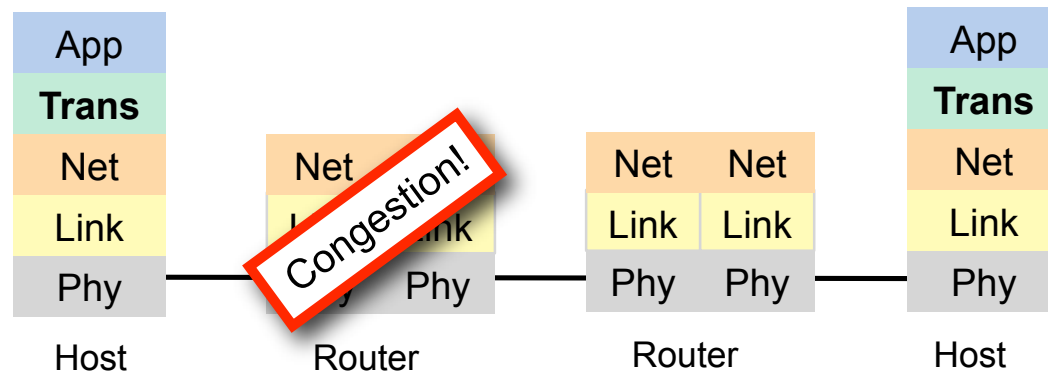 App
Trans
Net
Link
Phy
Host
Net
Phy
Congestion!
Router
Net Net
Link Link
Phy Phy
Router
App
Trans
Net
Link
Phy
Host